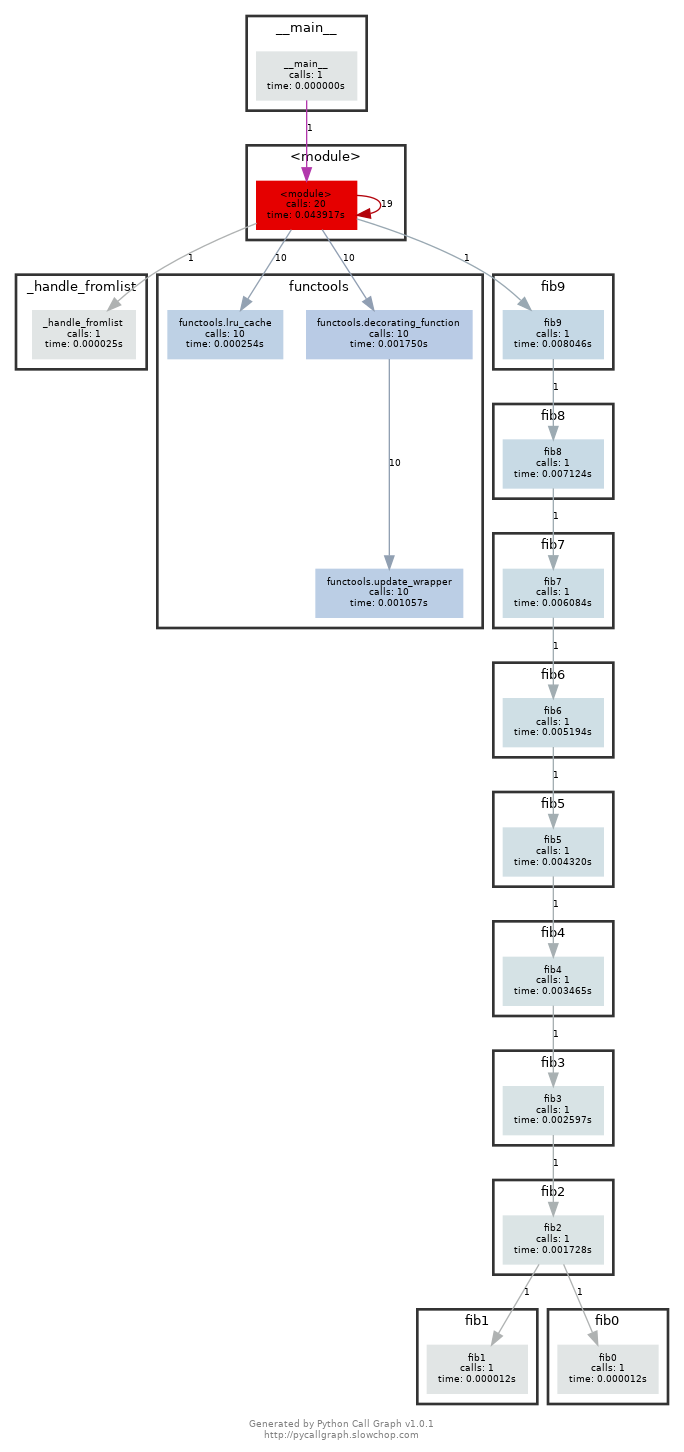 __main__
__main__
calls: 1
time: 0.000000s
1
<module>
<module>
calls: 20
time: 0.048917s
19
1
10
10
1
_handle_fromlist
_handle_fromlist
calls: 1
time: 0.000025s
functools
functools.lru_cache
calls: 10
time: 0.000254s
functools.decorating_function
calls: 10
time: 0.001750s
10
functools.update_wrapper
calls: 10
time: 0.001057s
fib9
fib9
calls: 1
time: 0.008046s
1
fib8
fib8
calls: 1
time: 0.007124s
1
fib7
fib7
calls: 1
time: 0.006084s
1
fib6
fib6
calls: 1
time: 0.005194s
1
fib5
fib5
calls: 1
time: 0.004320s
1
fib4
fib4
calls: 1
time: 0.003465s
1
fib3
fib3
calls: 1
time: 0.002597s
1
fib2
fib2
calls: 1
time: 0.001728s
1
1
fib1
fib1
calls: 1
time: 0.000012s
fib0
fib0
calls: 1
time: 0.000012s
Generated by Python Call Graph v1.0.1
http://pycallgraph.slowchop.com